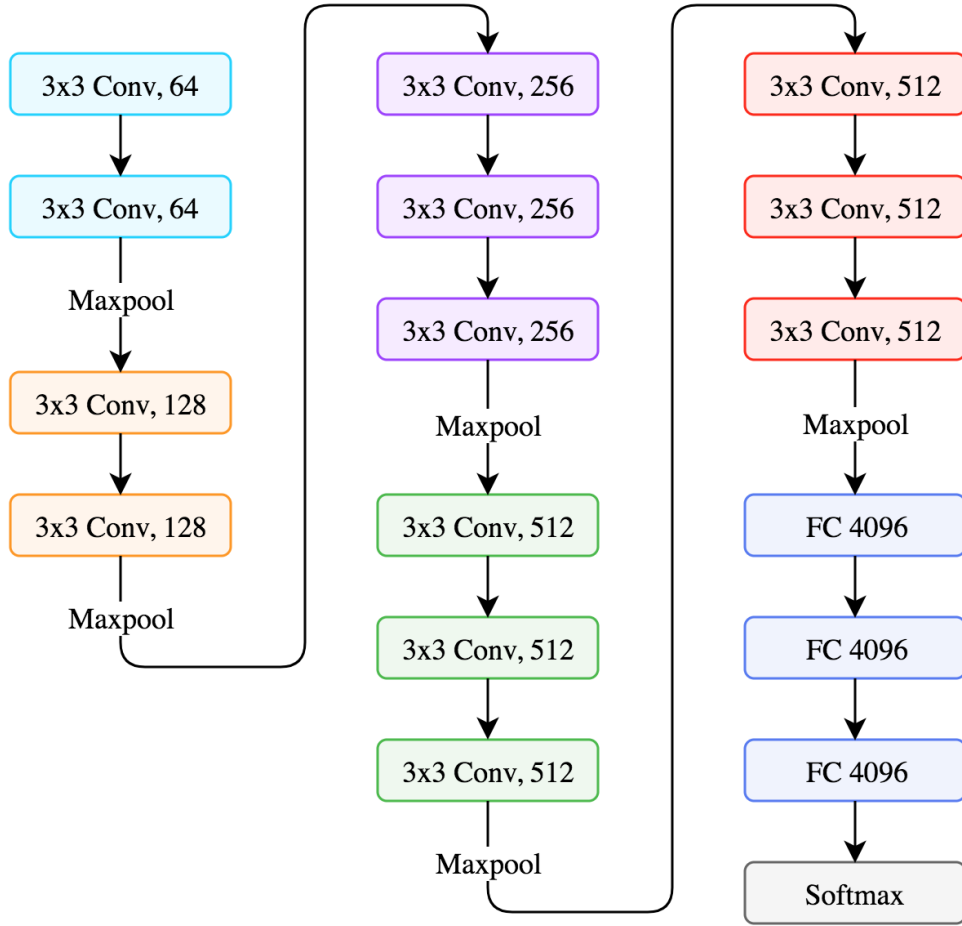 3x3 Conv, 64
3x3 Conv, 64
Maxpool
3x3 Conv, 128
3x3 Conv, 128
Maxpool
3x3 Conv, 256
3x3 Conv, 256
3x3 Conv, 256
Maxpool
3x3 Conv, 512
3x3 Conv, 512
3x3 Conv, 512
Maxpool
3x3 Conv, 512
3x3 Conv, 512
3x3 Conv, 512
Maxpool
FC 4096
FC 4096
FC 4096
Softmax